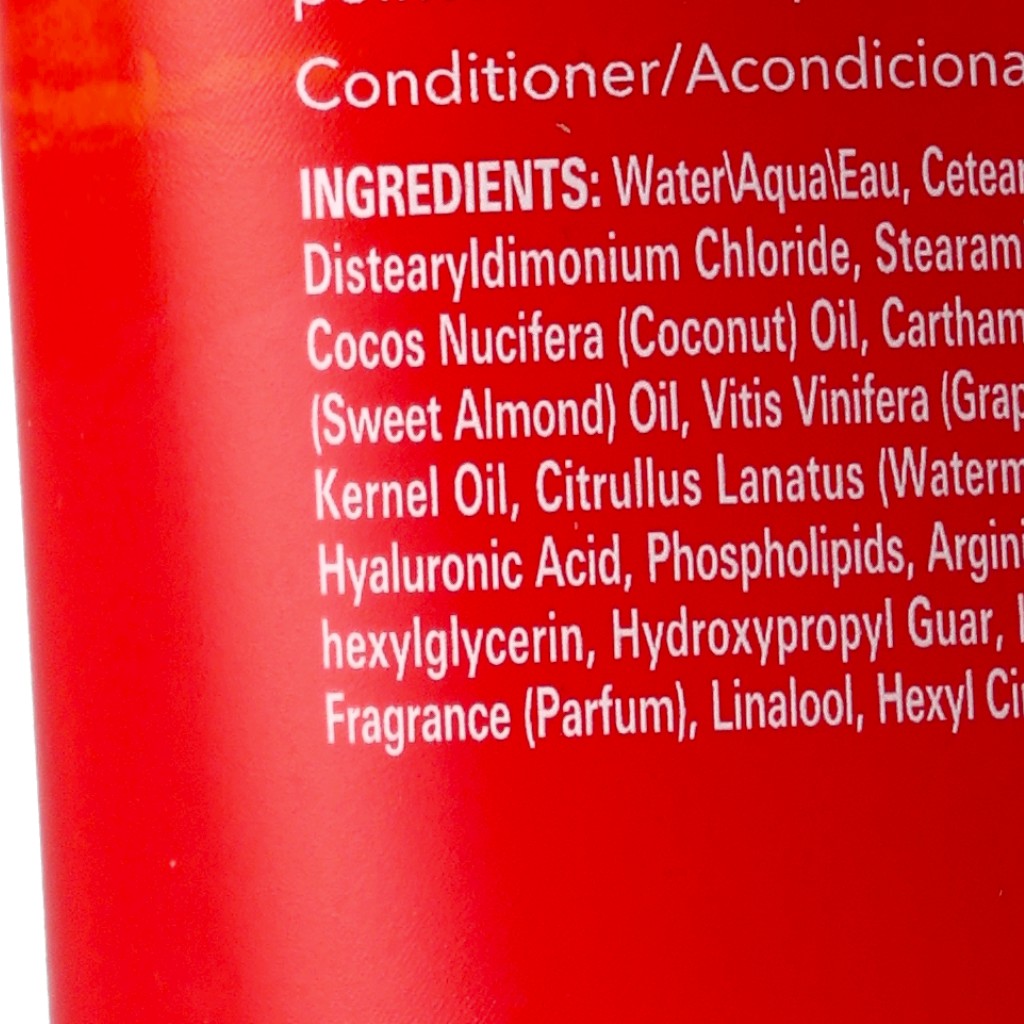 Conditioner/Acondiciona
INGREDIENTS: Water\Aqua\Eau, Cetear
Distearyldimonium Chloride, Stearam
Cocos Nucifera (Coconut) Oil, Cartham
(Sweet Almond) Oil, Vitis Vinifera (Grap
Kernel Oil, Citrullus Lanatus (Waterm
Hyaluronic Acid, Phospholipids, Argini
hexylglycerin, Hydroxypropyl Guar,
Fragrance (Parfum), Linalool, Hexyl Ci